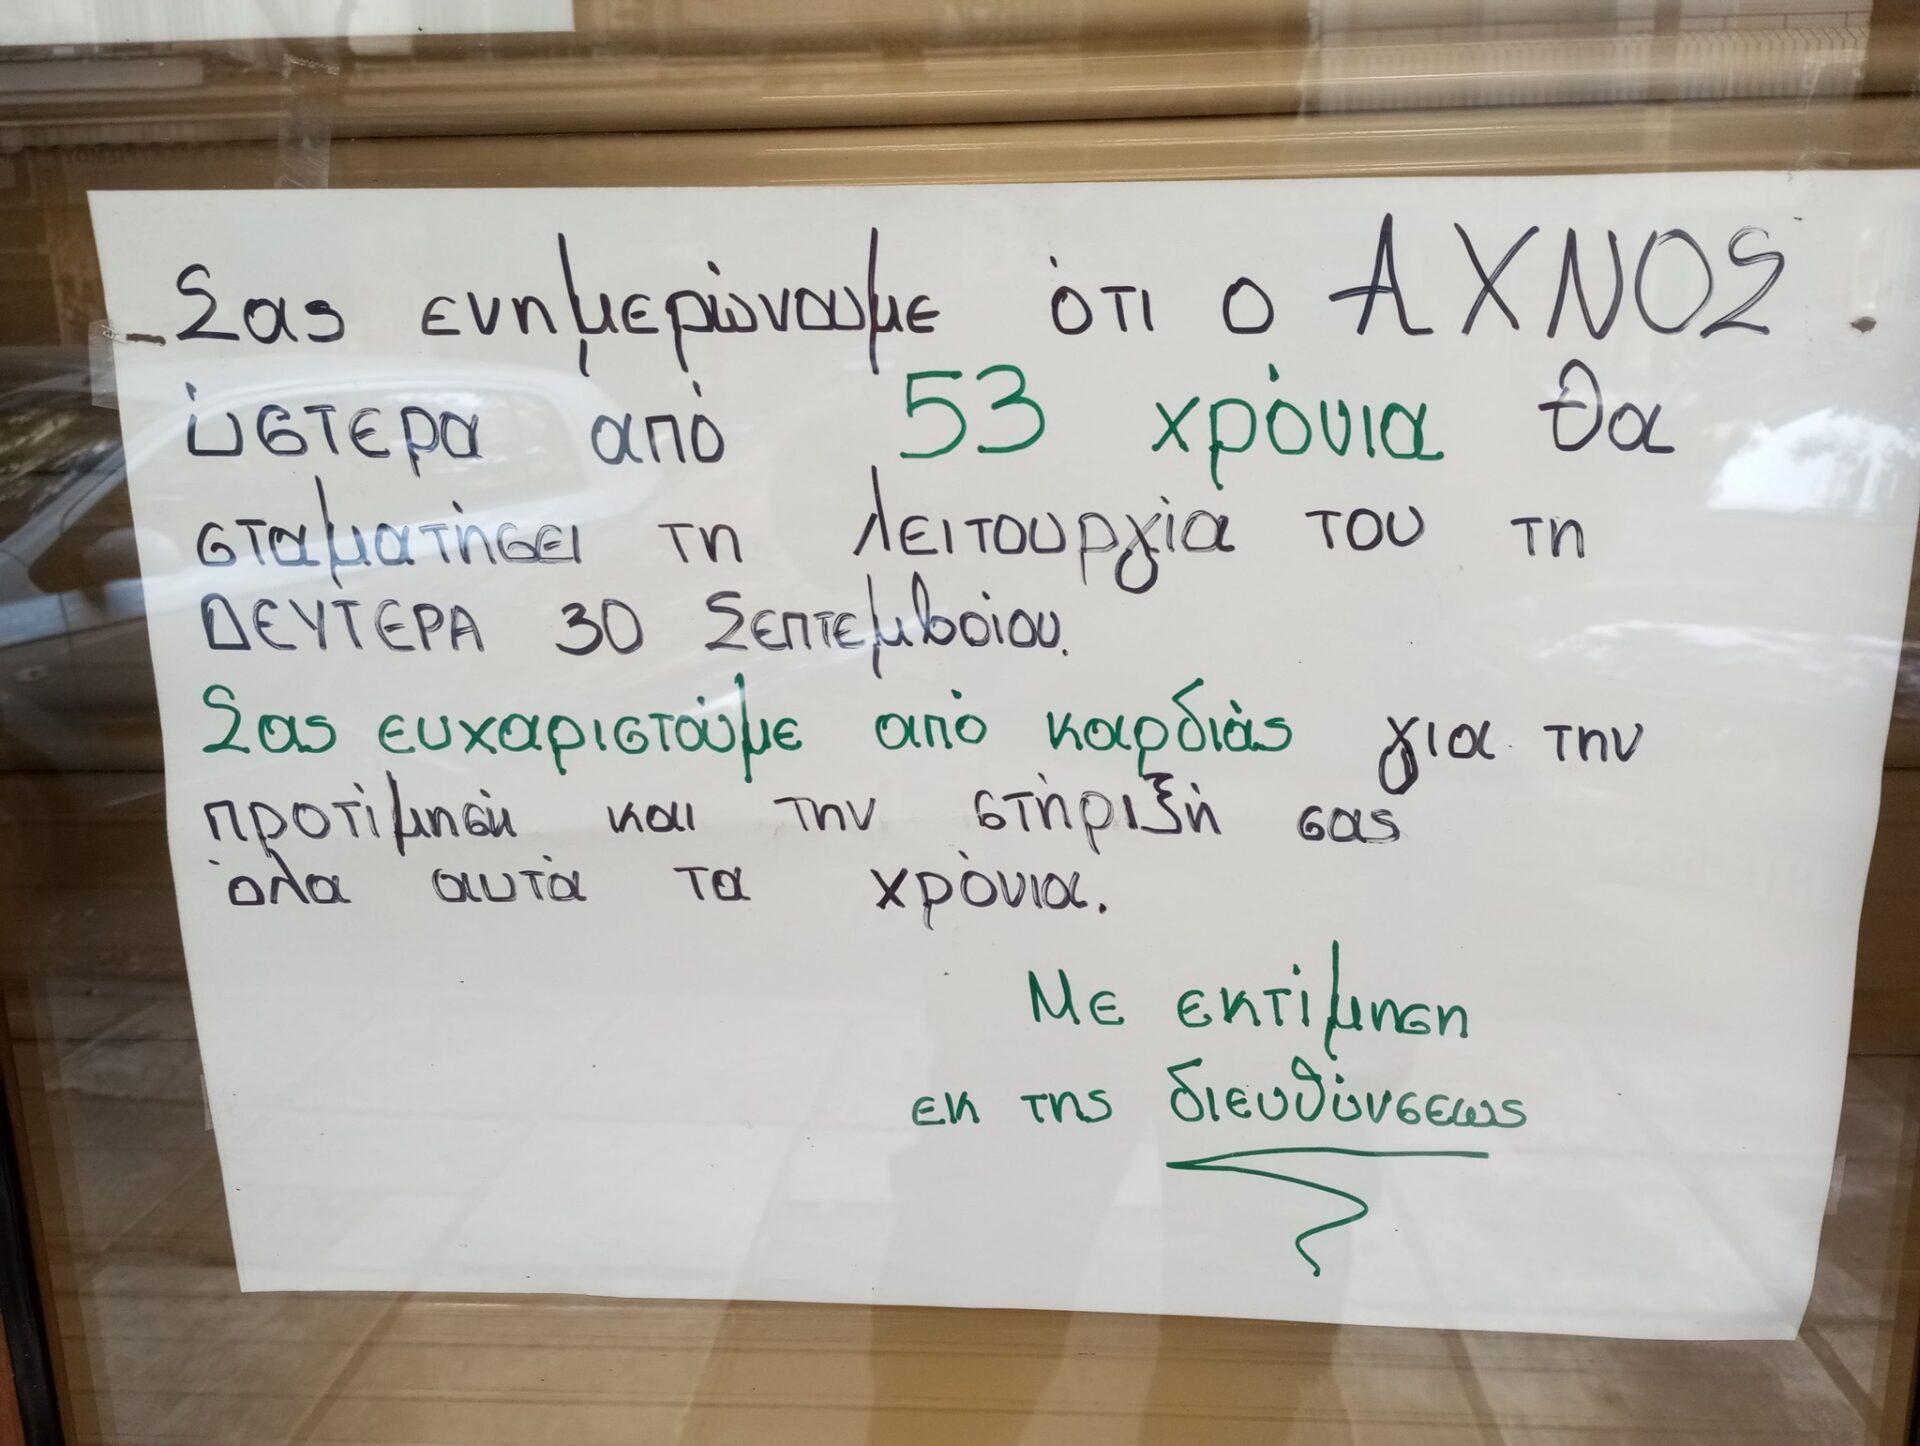 Σας ενημερώνουμε ότι ο ΑΧΝΟΣ
ύστερα από 53 χρόνια θα
σταματήσει τη λειτουργία του τη
ΔΕΥΤΕΡΑ 30 Σεπτεμβρίου.
Σας ευχαριστούμε από καρδιάς για την
προτίμησή και την στήριξή σας
όλα αυτά τα χρόνια.
Με εκτίμηση
εκ της διευθύνσεως